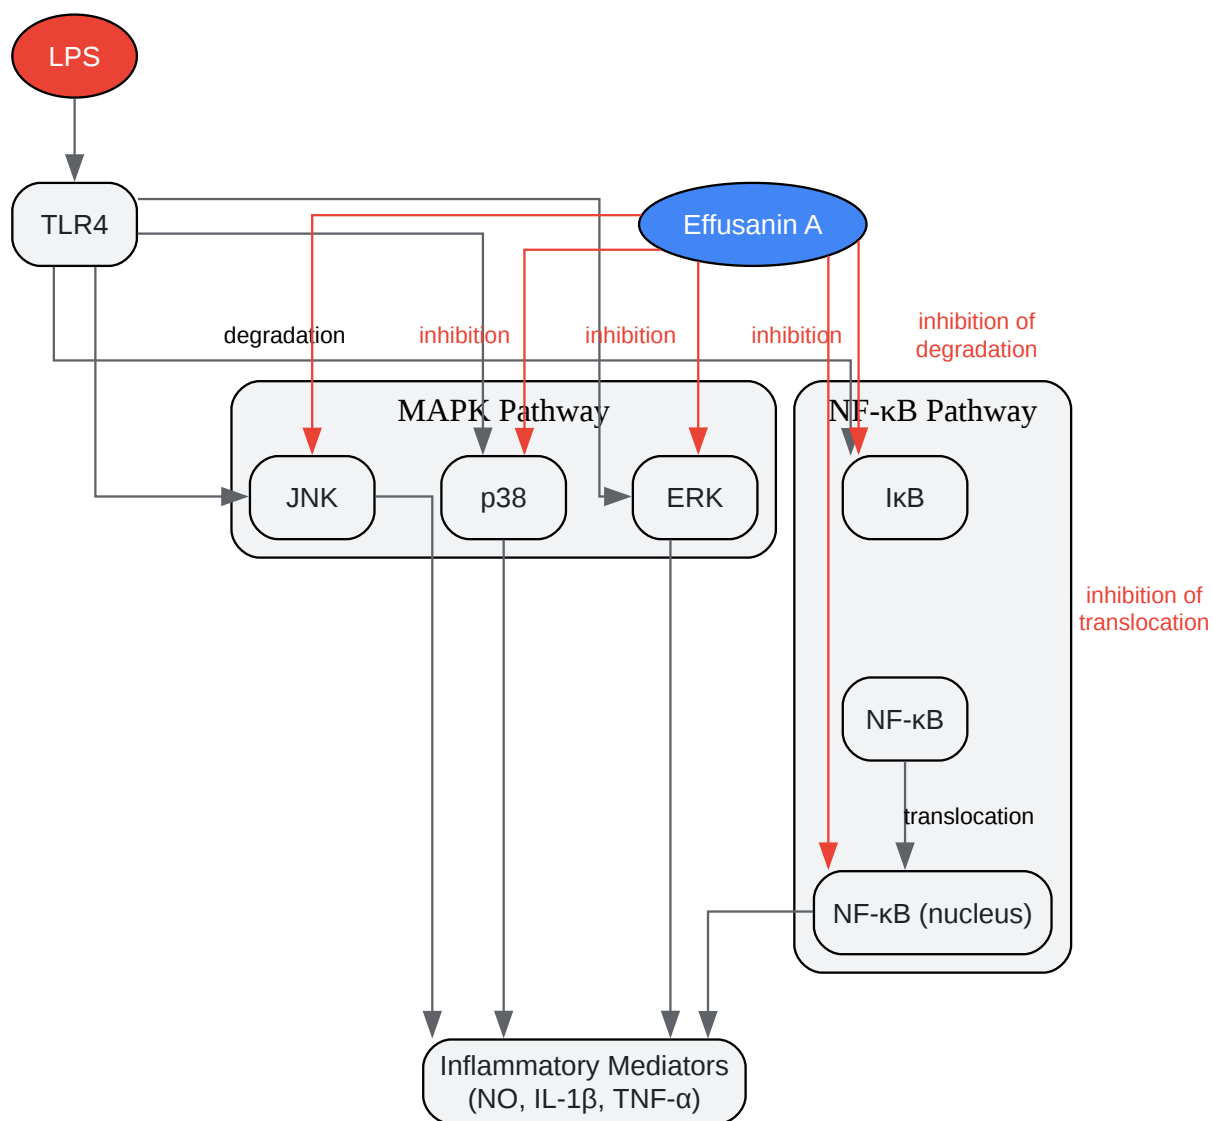 LPS
TLR4
Effusanin A
degradation
inhibition
inhibition
inhibition
inhibition of
degradation
MAPK Pathway
NF-κB Pathway
JNK
p38
ERK
IκB
inhibition of
translocation
NF-κB
translocation
NF-κB (nucleus)
Inflammatory Mediators
(NO, IL-1β, TNF-α)